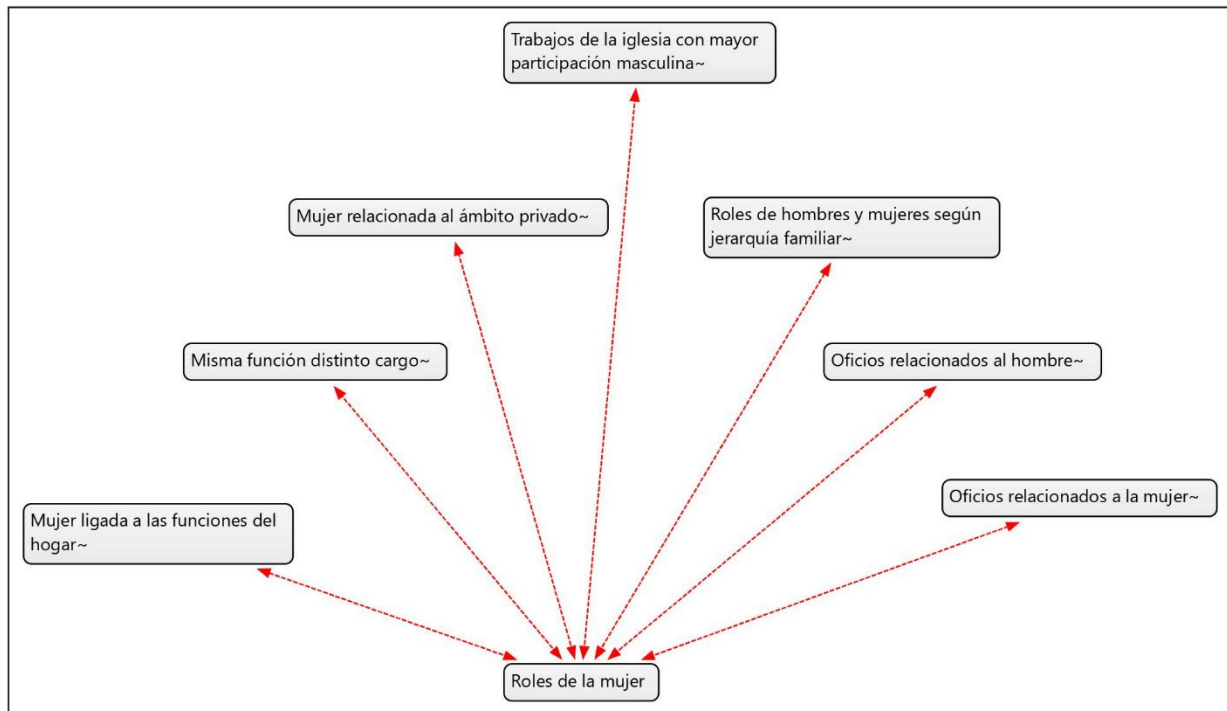 Trabajos de la iglesia con mayor
participación masculina~
Mujer relacionada al ámbito privado~
Roles de hombres y mujeres según
jerarquía familiar~
Misma función distinto cargo~
Oficios relacionados al hombre~
Oficios relacionados a la mujer~
Mujer ligada a las funciones del
hogar~
Roles de la mujer